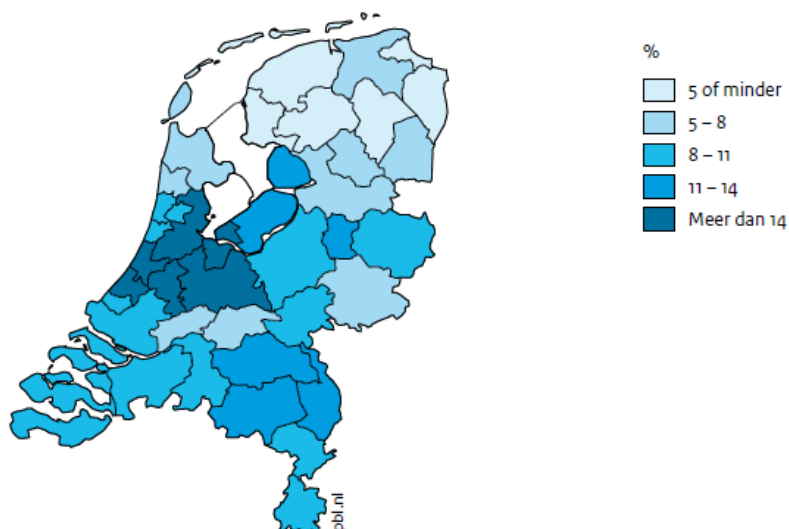 %
5 of minder
5 – 8
8 – 11
11 – 14
Meer dan 14
pbl.nl